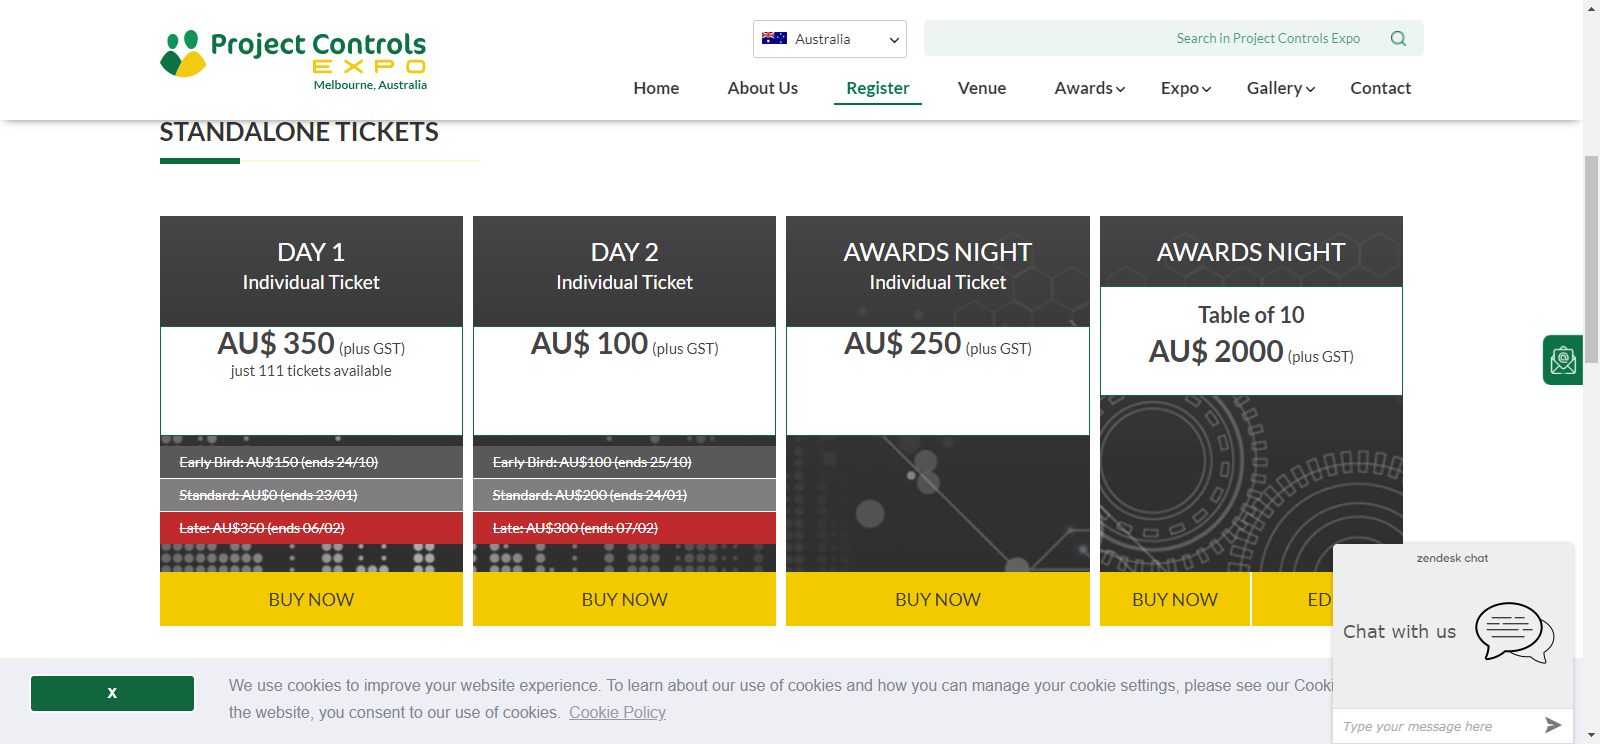 Project Controls
EXPO
Melbourne, Australia
Australia
Search in Project Controls Expo
Home
About Us
Register
Venue
Awards
Expo
Gallery
Contact
STANDALONE TICKETS
DAY 1
Individual Ticket
AU$ 350 (plus GST)
just 111 tickets available
Early Bird: AU$150 (ends 24/10)
Standard: AU$0 (ends 23/01)
Late: AU$350 (ends 06/02)
BUY NOW
DAY 2
Individual Ticket
AU$ 100 (plus GST)
Early Bird: AU$100 (ends 25/10)
Standard: AU$200 (ends 24/01)
Late: AU$300 (ends 07/02)
BUY NOW
AWARDS NIGHT
Individual Ticket
AU$ 250 (plus GST)
BUY NOW
AWARDS NIGHT
Table of 10
AU$ 2000 (plus GST)
BUY NOW
ED
zendesk chat
Chat with us
Type your message here
X
We use cookies to improve your website experience. To learn about our use of cookies and how you can manage your cookie settings, please see our Cooki
the website, you consent to our use of cookies. Cookie Policy